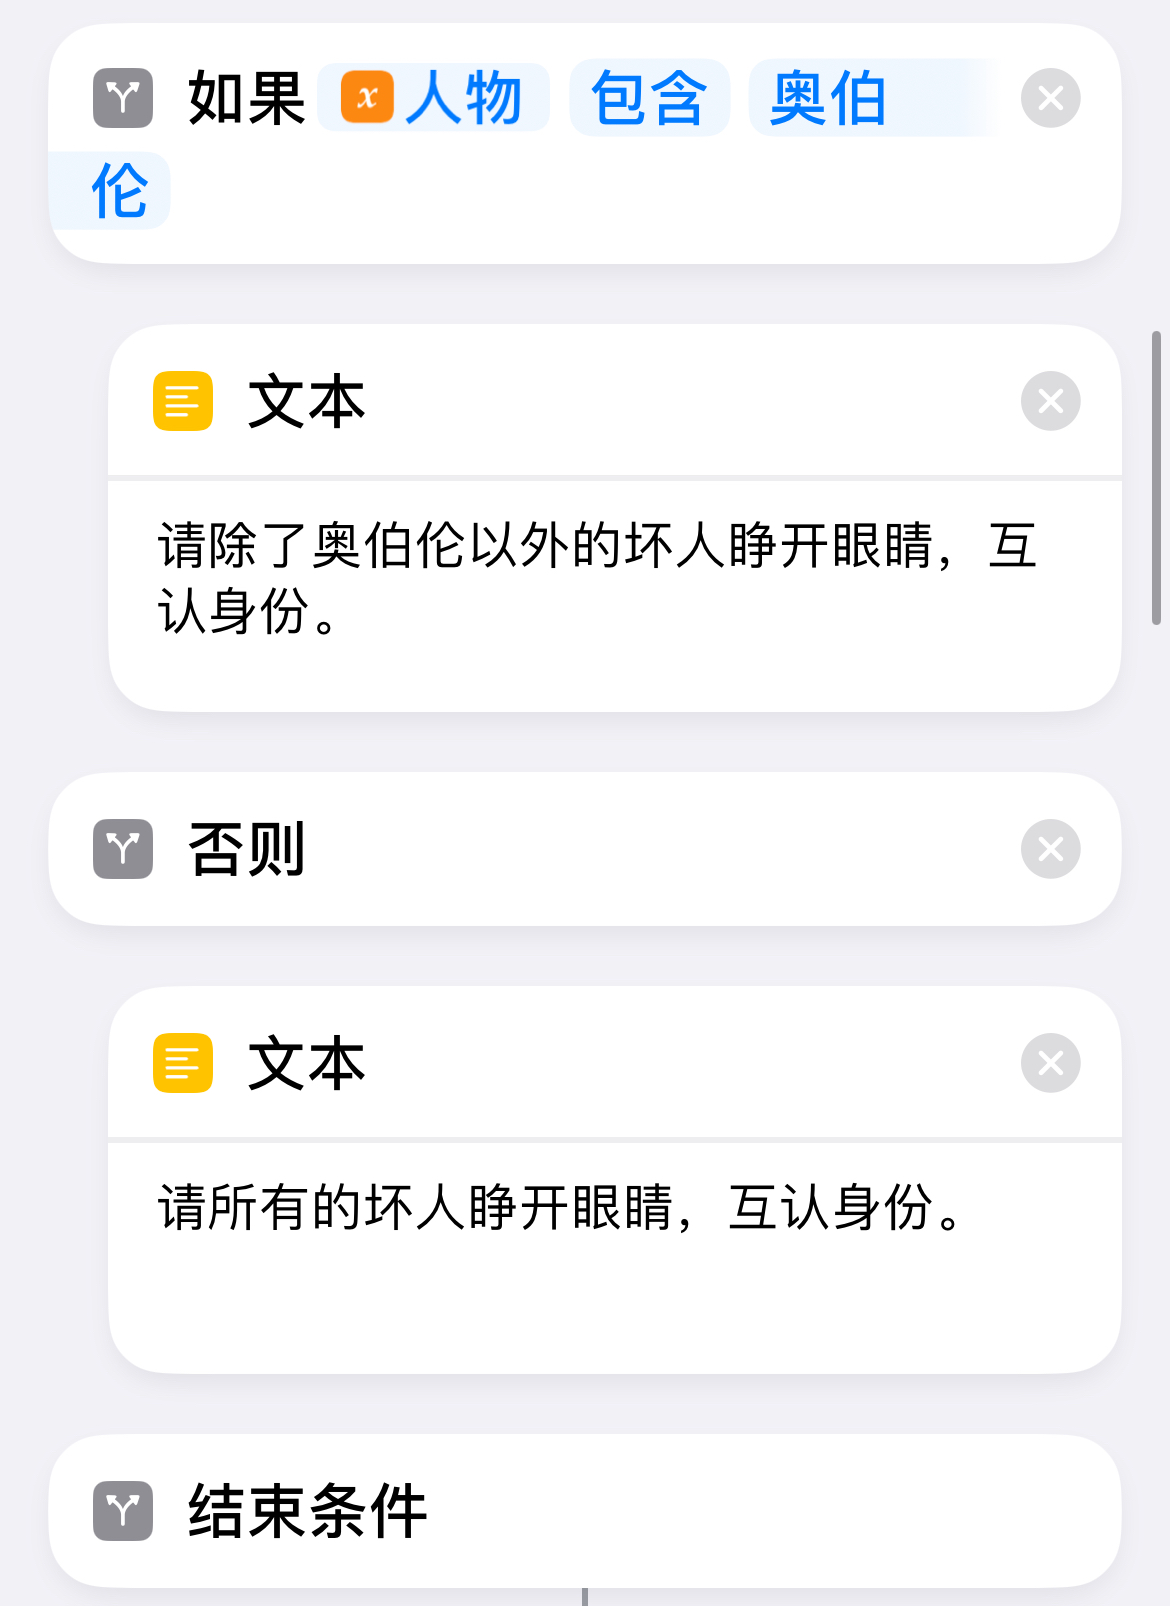 如果 x 人物 包含 奥伯
伦
文本
请除了奥伯伦以外的坏人睁开眼睛，互
认身份。
否则
文本
请所有的坏人睁开眼睛，互认身份。
结束条件